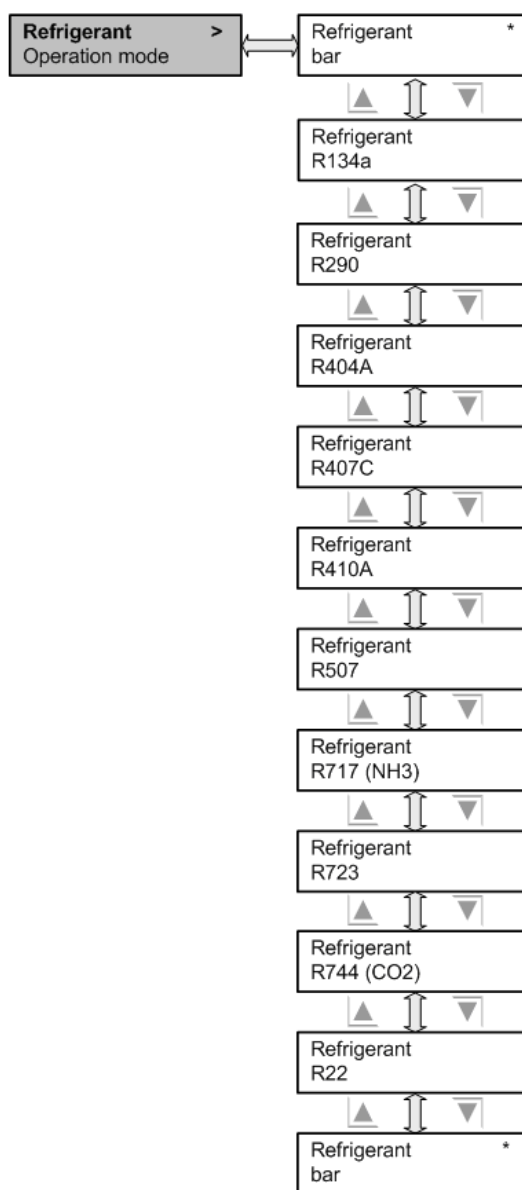 Refrigerant >
Operation mode
Refrigerant *
bar
Refrigerant
R134a
Refrigerant
R290
Refrigerant
R404A
Refrigerant
R407C
Refrigerant
R410A
Refrigerant
R507
Refrigerant
R717 (NH3)
Refrigerant
R723
Refrigerant
R744 (CO2)
Refrigerant
R22
Refrigerant *
bar